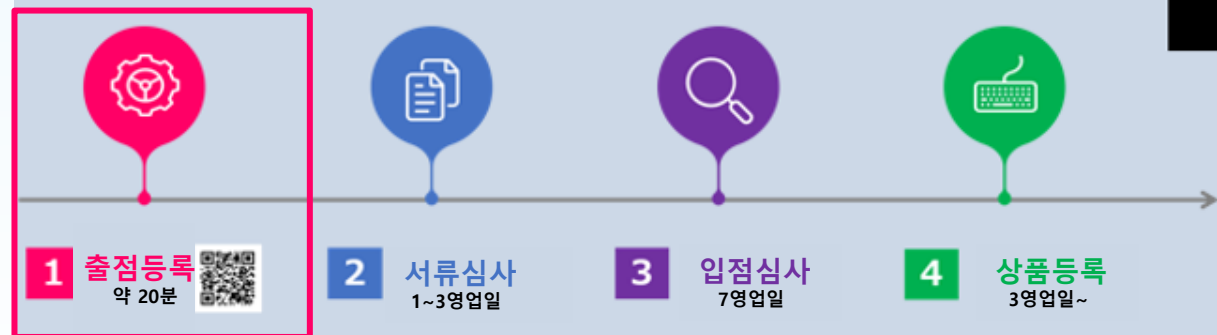 1 출점등록
약 20분
2 서류심사
1~3영업일
3 입점심사
7영업일
4 상품등록
3영업일~